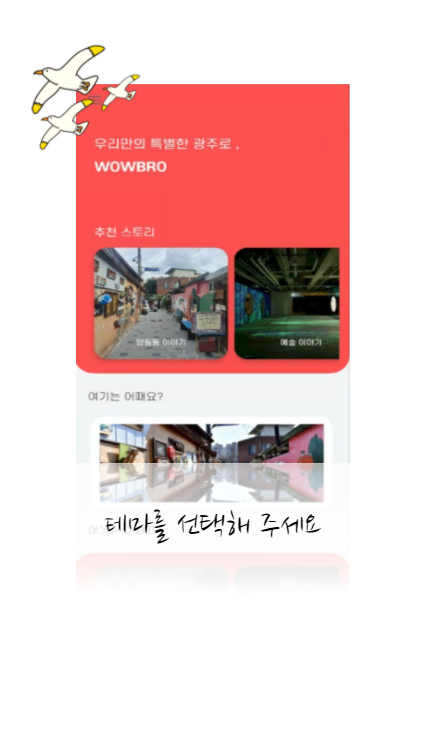 우리만의 특별한 광주로 ,
WOWBRO
추천 스토리
양림동 이야기
예술 이야기
여기는 어때요?
테마를 선택해 주세요